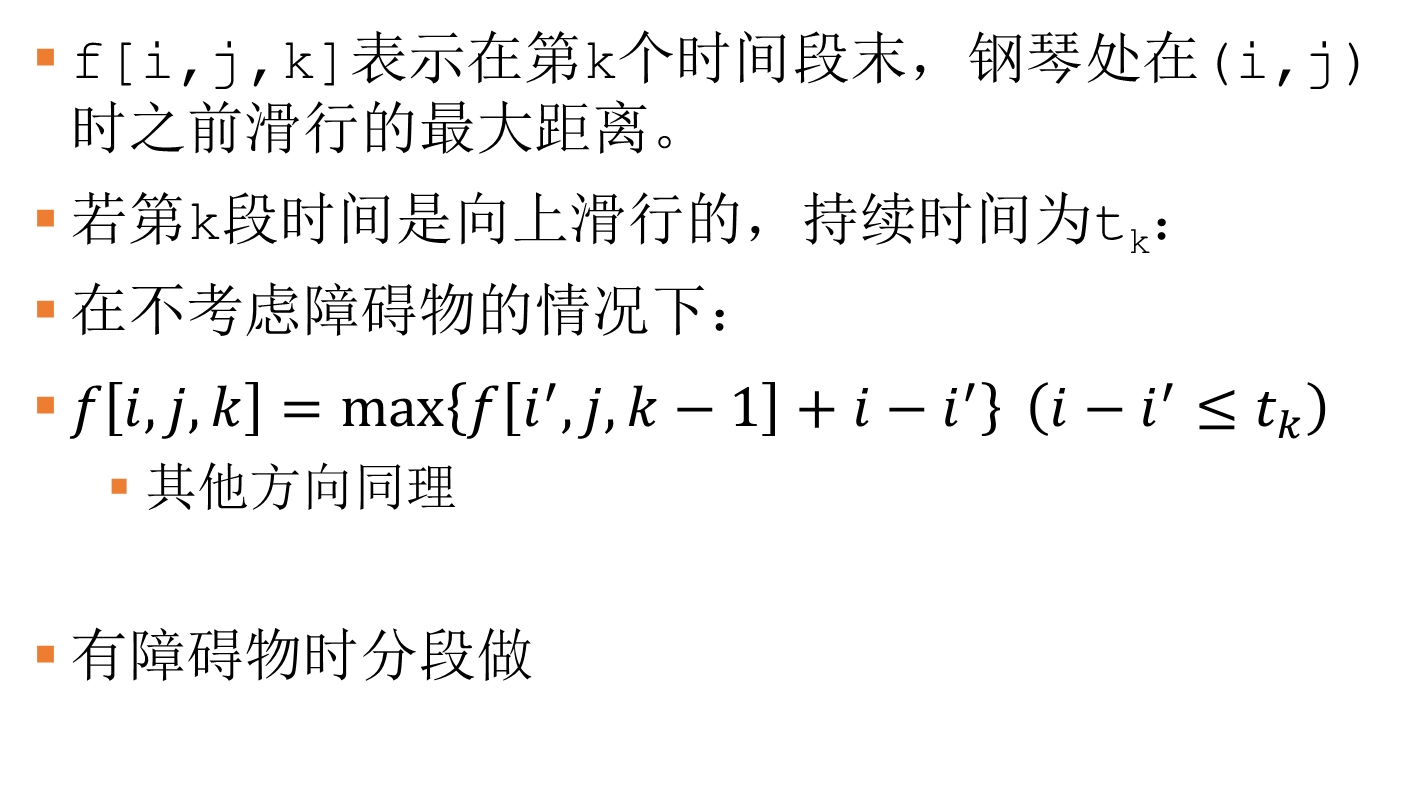 f[i,j,k]表示在第k个时间段末，钢琴处在(i,j)
时之前滑行的最大距离。
若第k段时间是向上滑行的，持续时间为tₖ：
在不考虑障碍物的情况下：
f[i,j,k] = max{f[i′,j,k − 1] + i − i′} (i − i′ ≤ tₖ)
其他方向同理
有障碍物时分段做